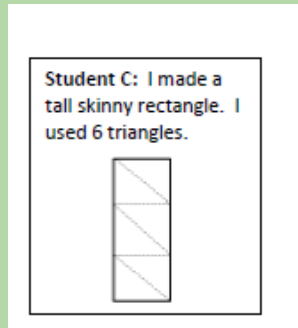 Student C: I made a
tall skinny rectangle. I
used 6 triangles.